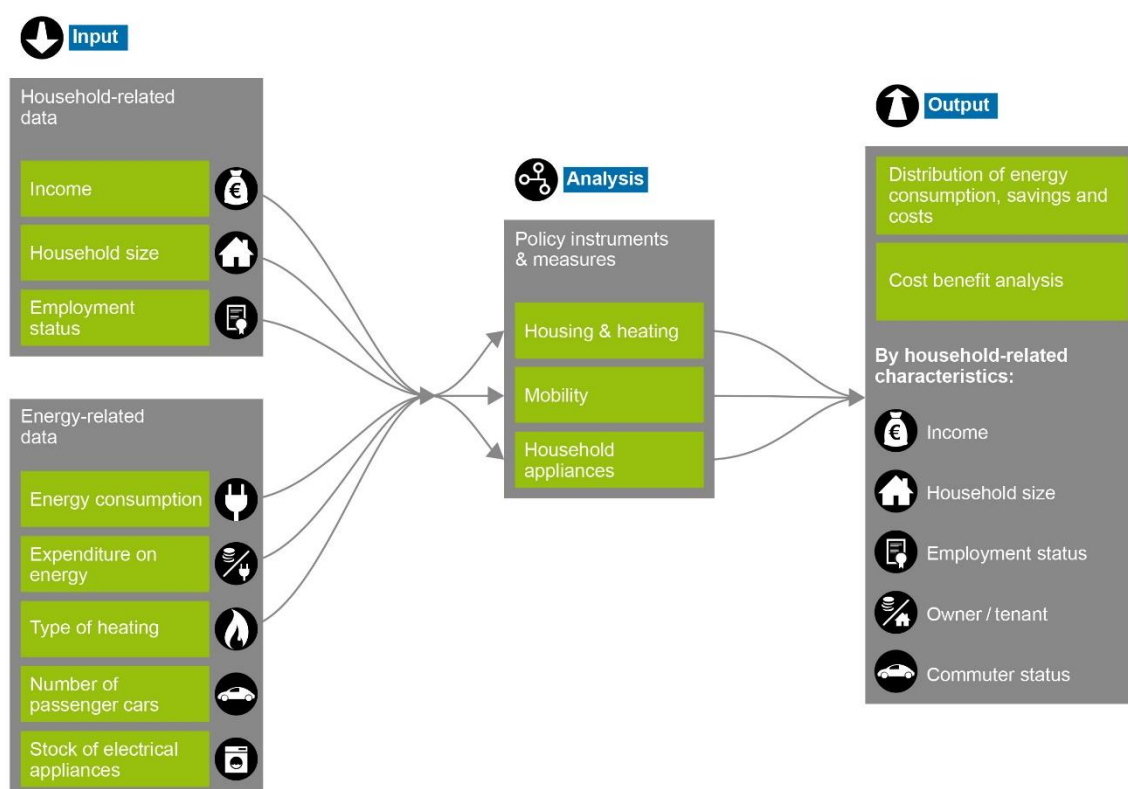 Input
Household-related
data
Income
Household size
Employment
status
Energy-related
data
Energy consumption
Expenditure on
energy
Type of heating
Number of
passenger cars
Stock of electrical
appliances
Analysis
Policy instruments
& measures
Housing & heating
Mobility
Household
appliances
Output
Distribution of energy
consumption, savings and
costs
Cost benefit analysis
By household-related
characteristics:
Income
Household size
Employment status
Owner / tenant
Commuter status